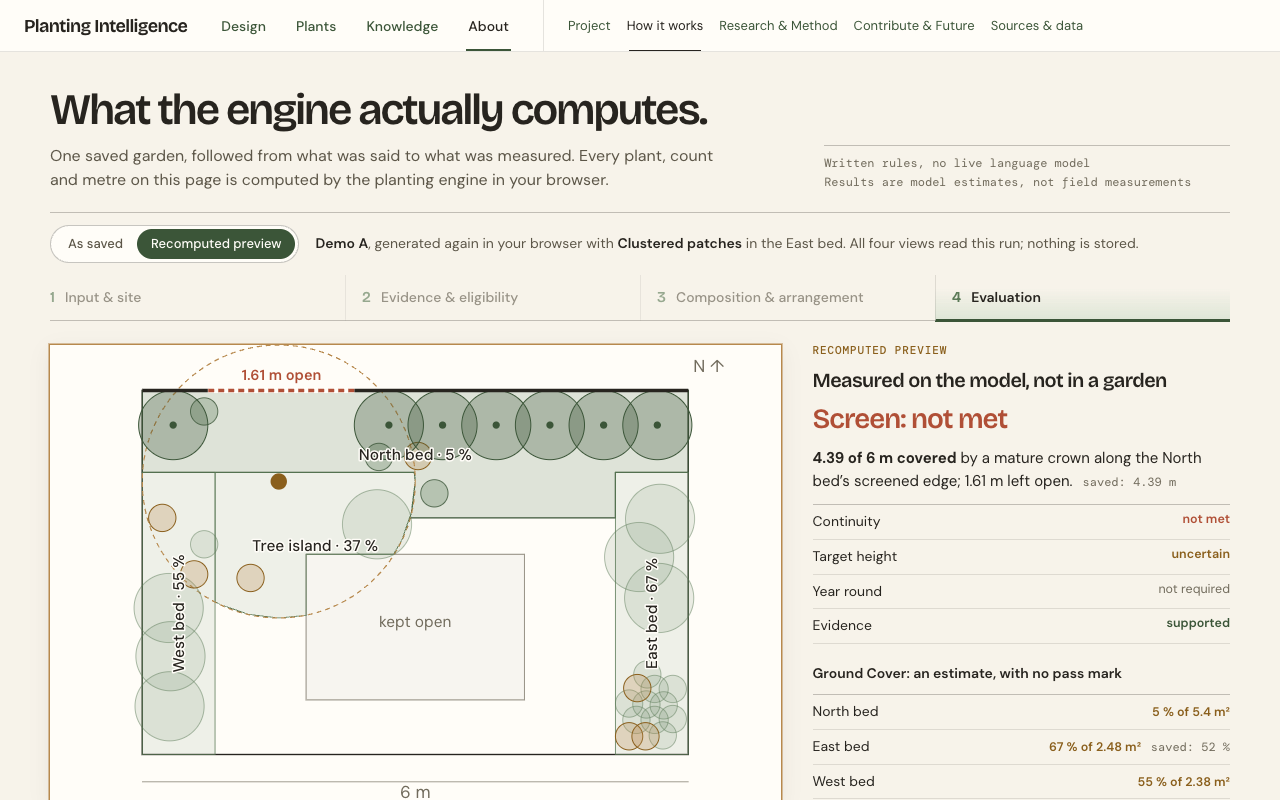 Planting Intelligence
Design
Plants
Knowledge
About
Project
How it works
Research & Method
Contribute & Future
Sources & data
What the engine actually computes.
One saved garden, followed from what was said to what was measured. Every plant, count
and metre on this page is computed by the planting engine in your browser.
Written rules, no live language model
Results are model estimates, not field measurements
As saved
Recomputed preview
Demo A, generated again in your browser with Clustered patches in the East bed. All four views read this run; nothing is stored.
1 Input & site
2 Evidence & eligibility
3 Composition & arrangement
4 Evaluation
N ↑
1.61 m open
North bed · 5 %
Tree island · 37 %
West bed · 55 %
East bed · 67 %
kept open
6 m
RECOMPUTED PREVIEW
Measured on the model, not in a garden
Screen: not met
4.39 of 6 m covered by a mature crown along the North
bed's screened edge; 1.61 m left open. saved: 4.39 m
Continuity not met
Target height uncertain
Year round not required
Evidence supported
Ground Cover: an estimate, with no pass mark
North bed 5 % of 5.4 m²
East bed 67 % of 2.48 m² saved: 52 %
West bed 55 % of 2.38 m²